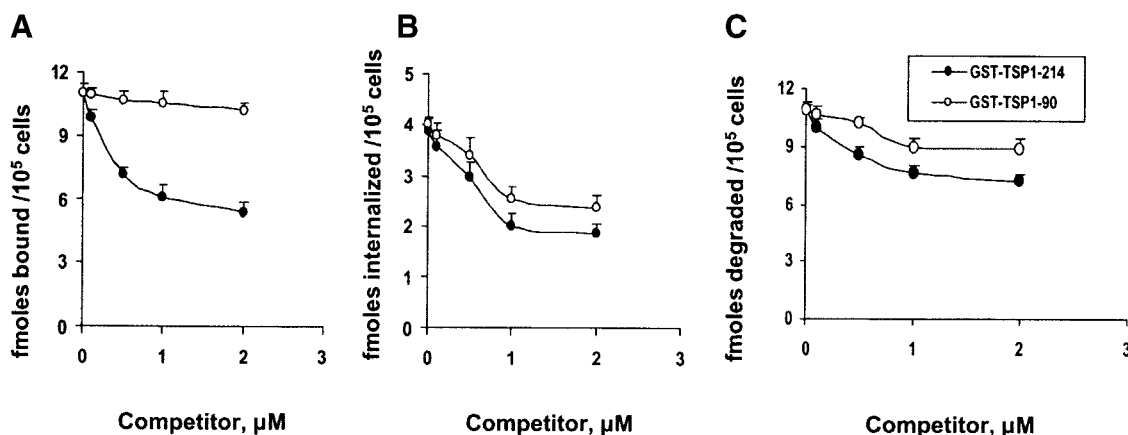 A
fmoles bound /10⁵ cells
12
9
6
3
0
0 1 2 3
Competitor, µM
B
fmoles internalized /10⁵ cells
5
4
3
2
1
0
0 1 2 3
Competitor, µM
C
GST-TSP1-214
GST-TSP1-90
fmoles degraded /10⁵ cells
12
9
6
3
0
0 1 2 3
Competitor, µM